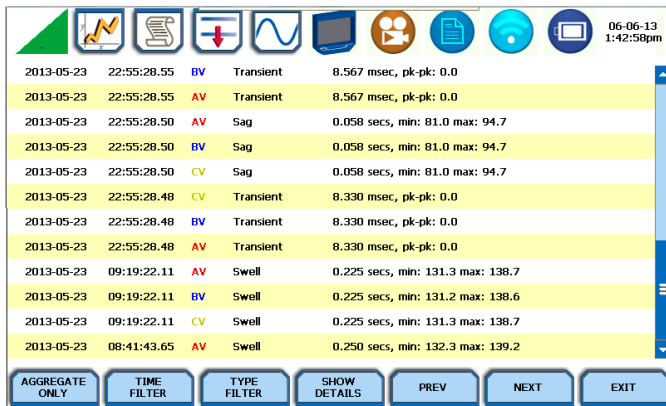 06-06-13
1:42:58pm
2013-05-23 22:55:28.55 BV Transient 8.567 msec, pk-pk: 0.0
2013-05-23 22:55:28.55 AV Transient 8.567 msec, pk-pk: 0.0
2013-05-23 22:55:28.50 AV Sag 0.058 secs, min: 81.0 max: 94.7
2013-05-23 22:55:28.50 BV Sag 0.058 secs, min: 81.0 max: 94.7
2013-05-23 22:55:28.50 CV Sag 0.058 secs, min: 81.0 max: 94.7
2013-05-23 22:55:28.48 CV Transient 8.330 msec, pk-pk: 0.0
2013-05-23 22:55:28.48 BV Transient 8.330 msec, pk-pk: 0.0
2013-05-23 22:55:28.48 AV Transient 8.330 msec, pk-pk: 0.0
2013-05-23 09:19:22.11 AV Swell 0.225 secs, min: 131.3 max: 138.7
2013-05-23 09:19:22.11 BV Swell 0.225 secs, min: 131.2 max: 138.6
2013-05-23 09:19:22.11 CV Swell 0.225 secs, min: 131.3 max: 138.7
2013-05-23 08:41:43.65 AV Swell 0.250 secs, min: 132.3 max: 139.2
AGGREGATE ONLY
TIME FILTER
TYPE FILTER
SHOW DETAILS
PREV
NEXT
EXIT